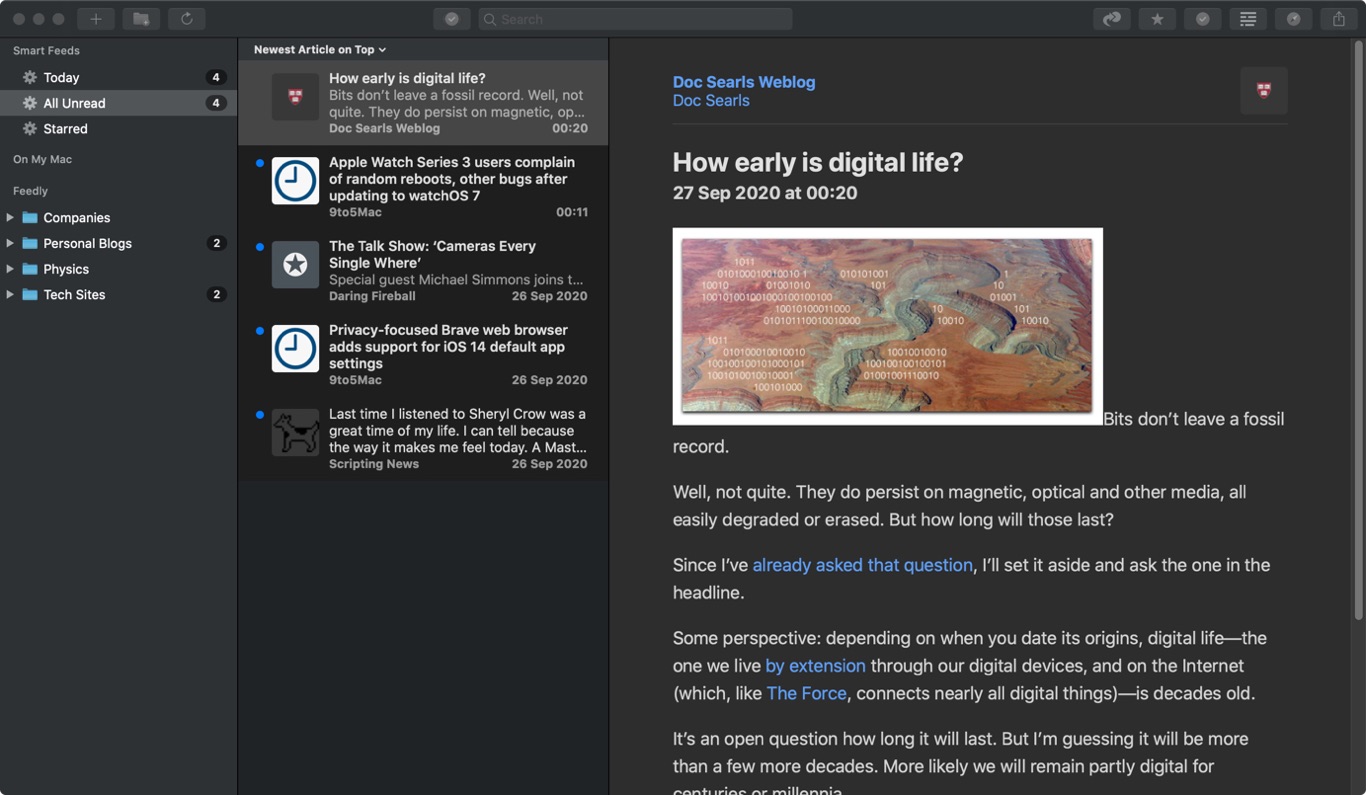 Search
Smart Feeds
Today 4
All Unread 4
Starred
On My Mac
Feedly
Companies
Personal Blogs 2
Physics
Tech Sites 2
Newest Article on Top
How early is digital life?
Bits don’t leave a fossil record. Well, not
quite. They do persist on magnetic, op...
Doc Searls Weblog 00:20
Apple Watch Series 3 users complain
of random reboots, other bugs after
updating to watchOS 7
9to5Mac 00:11
The Talk Show: ‘Cameras Every
Single Where’
Special guest Michael Simmons joins t...
Daring Fireball 26 Sep 2020
Privacy-focused Brave web browser
adds support for iOS 14 default app
settings
9to5Mac 26 Sep 2020
Last time I listened to Sheryl Crow was a
great time of my life. I can tell because
the way it makes me feel today. A Mast...
Scripting News 26 Sep 2020
Doc Searls Weblog
Doc Searls
How early is digital life?
27 Sep 2020 at 00:20
1011
010100010010010 1 010101001 1
10010 01001010 101 10
1001010010010001001001​00 01001
10010100011000 10 101
010101110010010000 10010 10010
1011
0101000100100​10 10010010010
10010010100100​0101 100100100100101
10010100100​10001 01001001110010
100101000
Bits don’t leave a fossil
record.
Well, not quite. They do persist on magnetic, optical and other media, all
easily degraded or erased. But how long will those last?
Since I’ve already asked that question, I’ll set it aside and ask the one in the
headline.
Some perspective: depending on when you date its origins, digital life—the
one we live by extension through our digital devices, and on the Internet
(which, like The Force, connects nearly all digital things)—is decades old.
It’s an open question how long it will last. But I’m guessing it will be more
than a few more decades. More likely we will remain partly digital for
centuries or millennia.